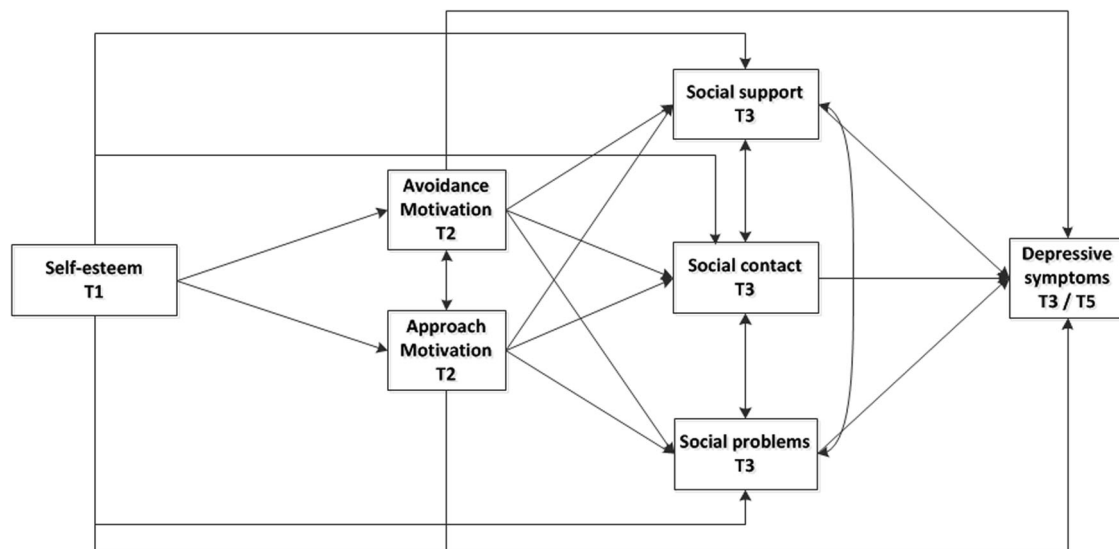 Social support
T3
Avoidance
Motivation
T2
Self-esteem
T1
Social contact
T3
Depressive
symptoms
T3 / T5
Approach
Motivation
T2
Social problems
T3